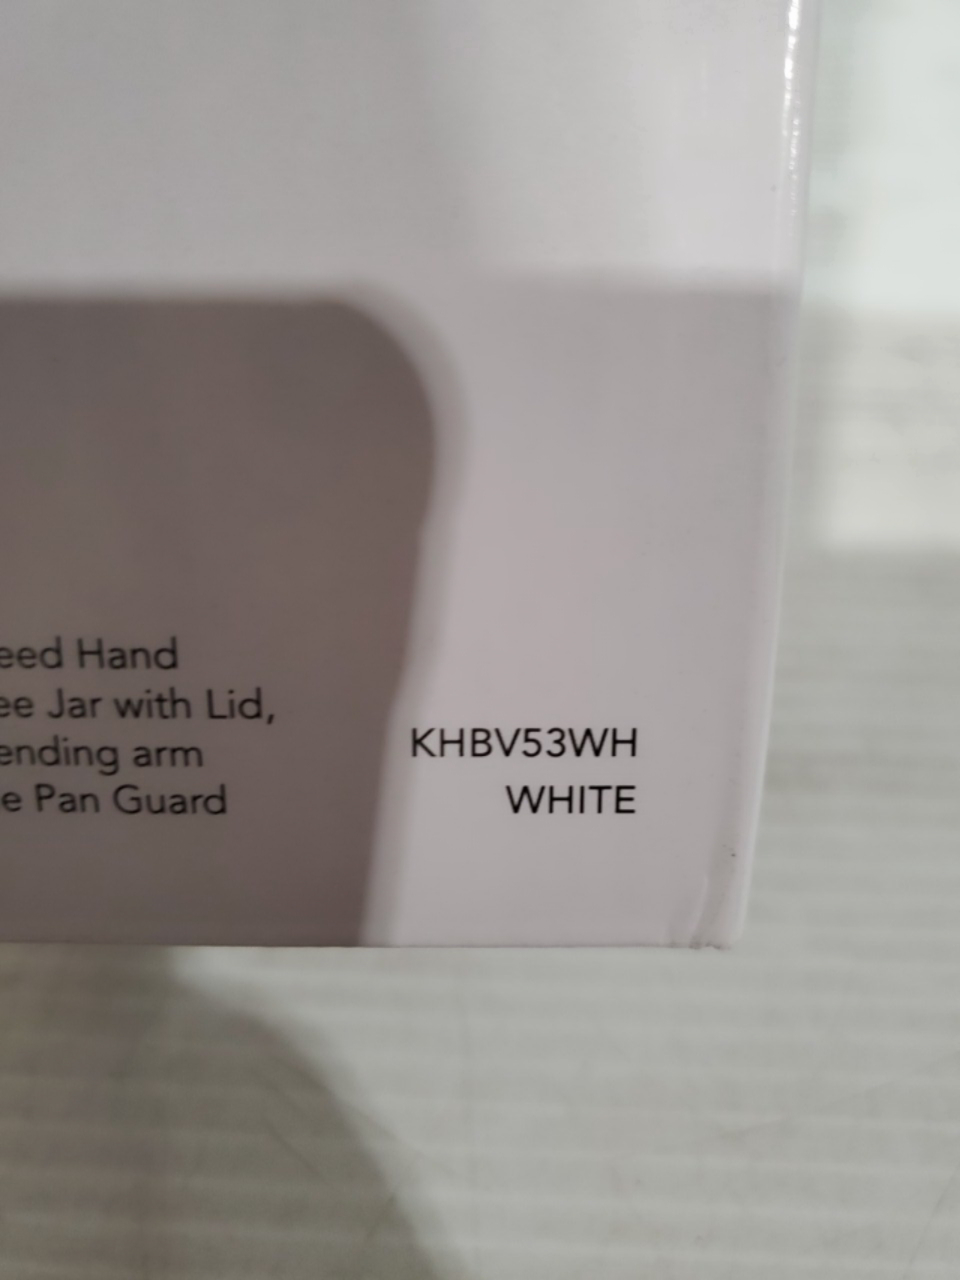 eed Hand
ee Jar with Lid,
ending arm
e Pan Guard
KHBV53WH
WHITE